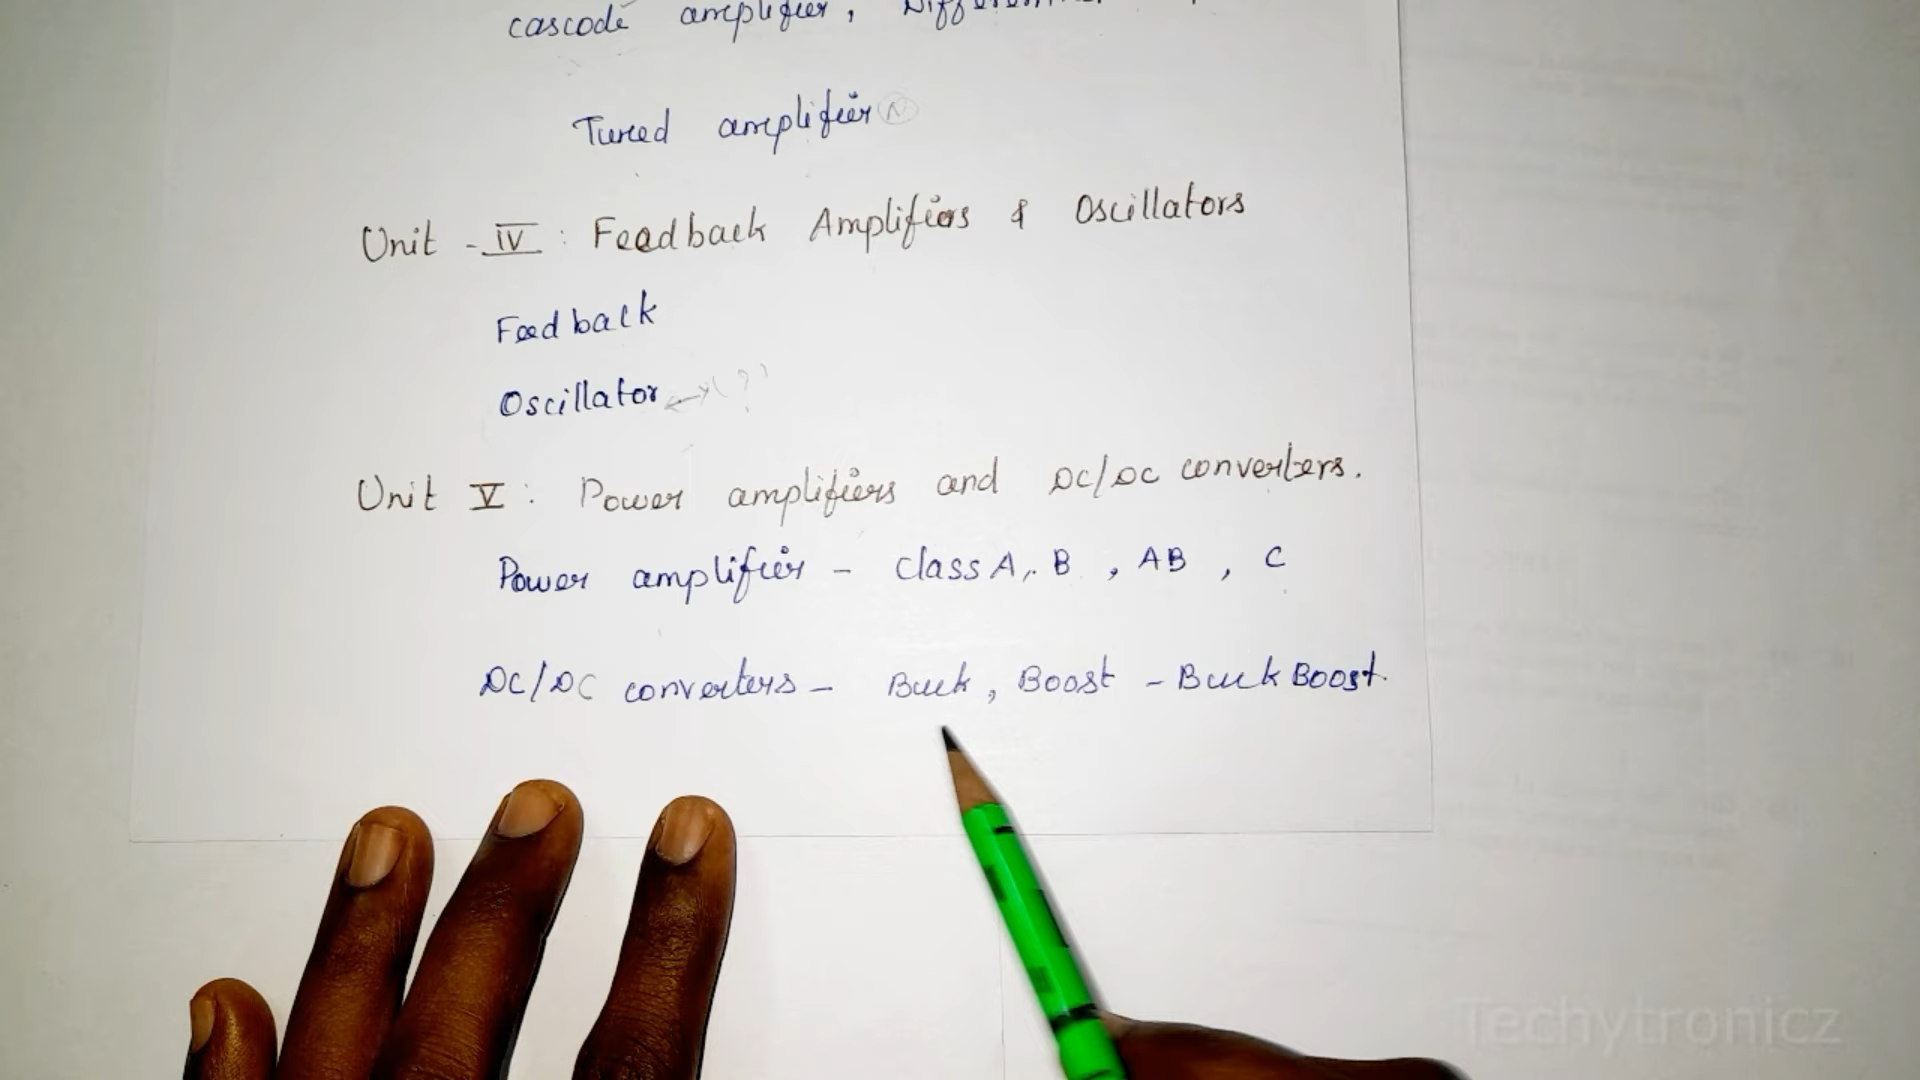 cascode amplifier,
Tuned amplifier
Unit - IV : Feedback Amplifiers & Oscillators
Feedback
Oscillator (?)
Unit V : Power amplifiers and DC/DC converters.
Power amplifier - class A, B, AB, C
DC/DC converters - Buck, Boost - Buck Boost.
Techytronicz